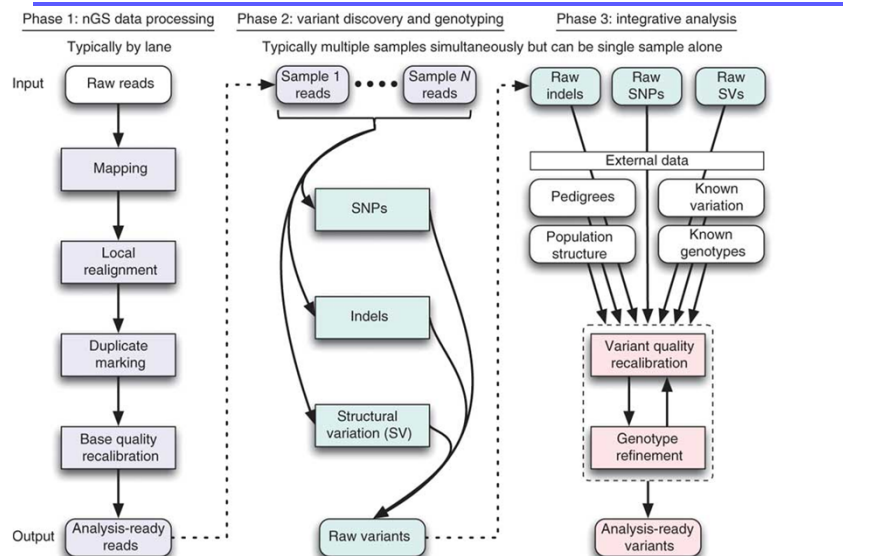 Phase 1: nGS data processing
Typically by lane
Input
Raw reads
Mapping
Local
realignment
Duplicate
marking
Base quality
recalibration
Output
Analysis-ready
reads
Phase 2: variant discovery and genotyping
Typically multiple samples simultaneously but can be single sample alone
Sample 1
reads
Sample N
reads
SNPs
Indels
Structural
variation (SV)
Raw variants
Phase 3: integrative analysis
Raw
indels
Raw
SNPs
Raw
SVs
External data
Pedigrees
Known
variation
Population
structure
Known
genotypes
Variant quality
recalibration
Genotype
refinement
Analysis-ready
variants